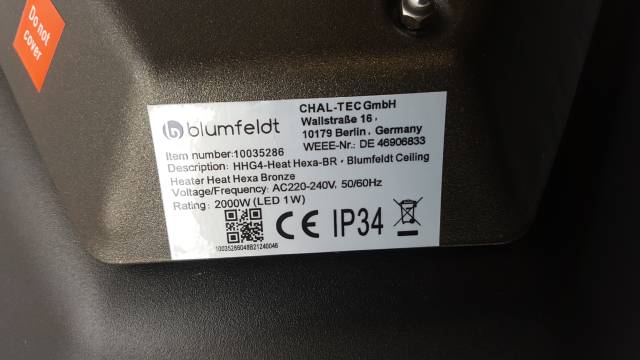 Do not
cover
blumfeldt
CHAL-TEC GmbH
Wallstraße 16,
10179 Berlin, Germany
WEEE-Nr: DE 46906833
Item number:10035286
Description: HHG4-Heat Hexa-BR · Blumfeldt Ceiling
Heater Heat Hexa Bronze
Voltage/Frequency: AC220-240V, 50/60Hz
Rating: 2000W (LED 1W)
CE IP34
10035286048B21240046